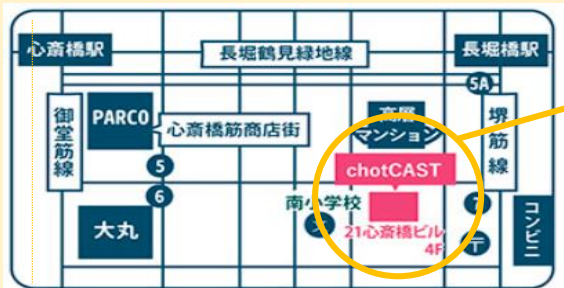 心斎橋駅
長堀鶴見緑地線
長堀橋駅
5A
御堂筋線
PARCO
心斎橋筋商店街
高層
マンション
堺筋線
chotCAST
5
6
南小学校
文
7
大丸
21心斎橋ビル
4F
〒
コンビニ